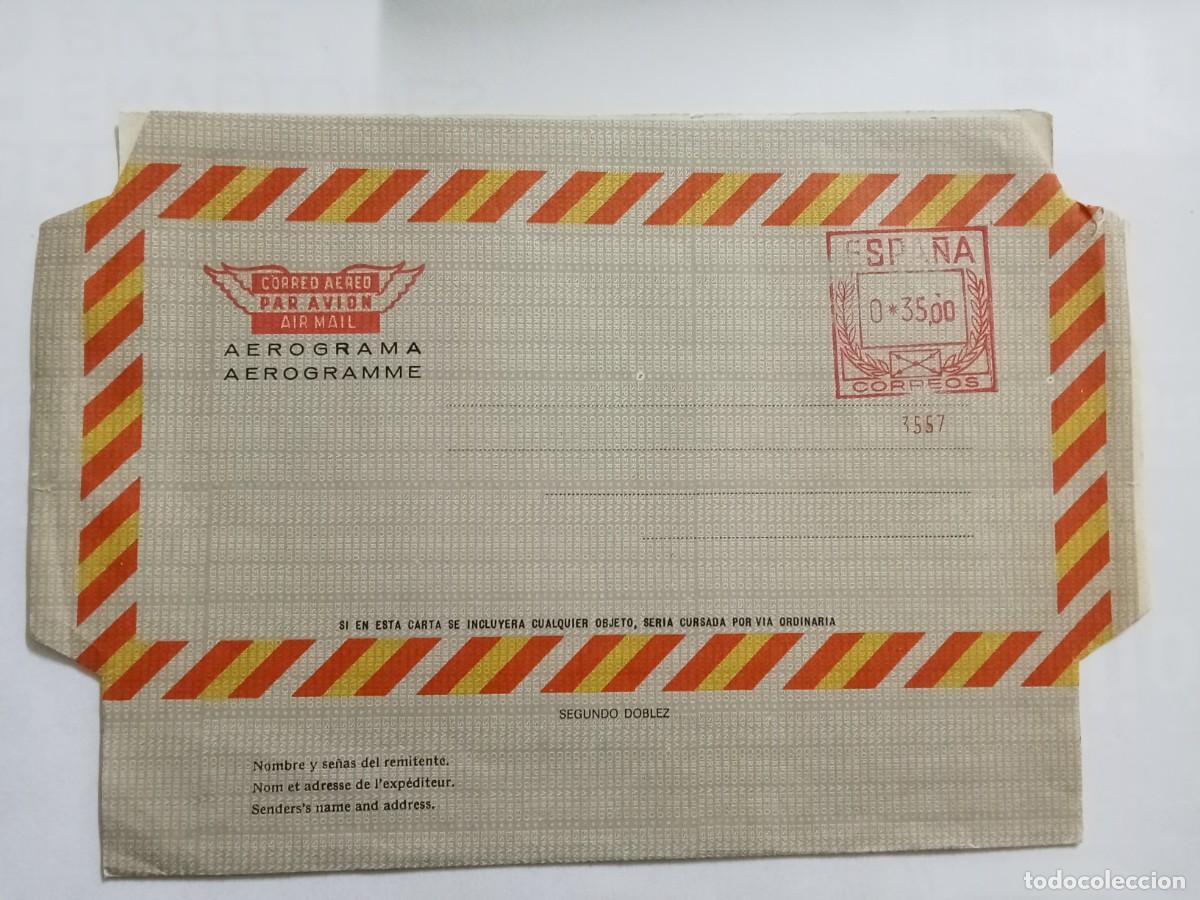 ESPAÑA
CORREO AEREO
PAR AVION
AIR MAIL
0*35,00
AEROGRAMA
AEROGRAMME
CORREOS
3557
SI EN ESTA CARTA SE INCLUYERA CUALQUIER OBJETO, SERIA CURSADA POR VIA ORDINARIA
SEGUNDO DOBLEZ
Nombre y señas del remitente.
Nom et adresse de l'expéditeur.
Senders's name and address.
todocoleccion